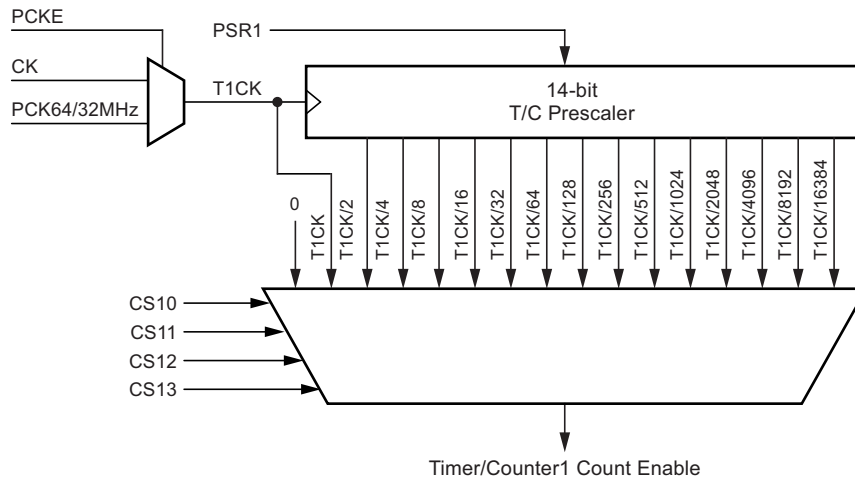 PCKE
PSR1
CK
T1CK
14-bit
T/C Prescaler
PCK64/32MHz
0
T1CK
T1CK/2
T1CK/4
T1CK/8
T1CK/16
T1CK/32
T1CK/64
T1CK/128
T1CK/256
T1CK/512
T1CK/1024
T1CK/2048
T1CK/4096
T1CK/8192
T1CK/16384
CS10
CS11
CS12
CS13
Timer/Counter1 Count Enable